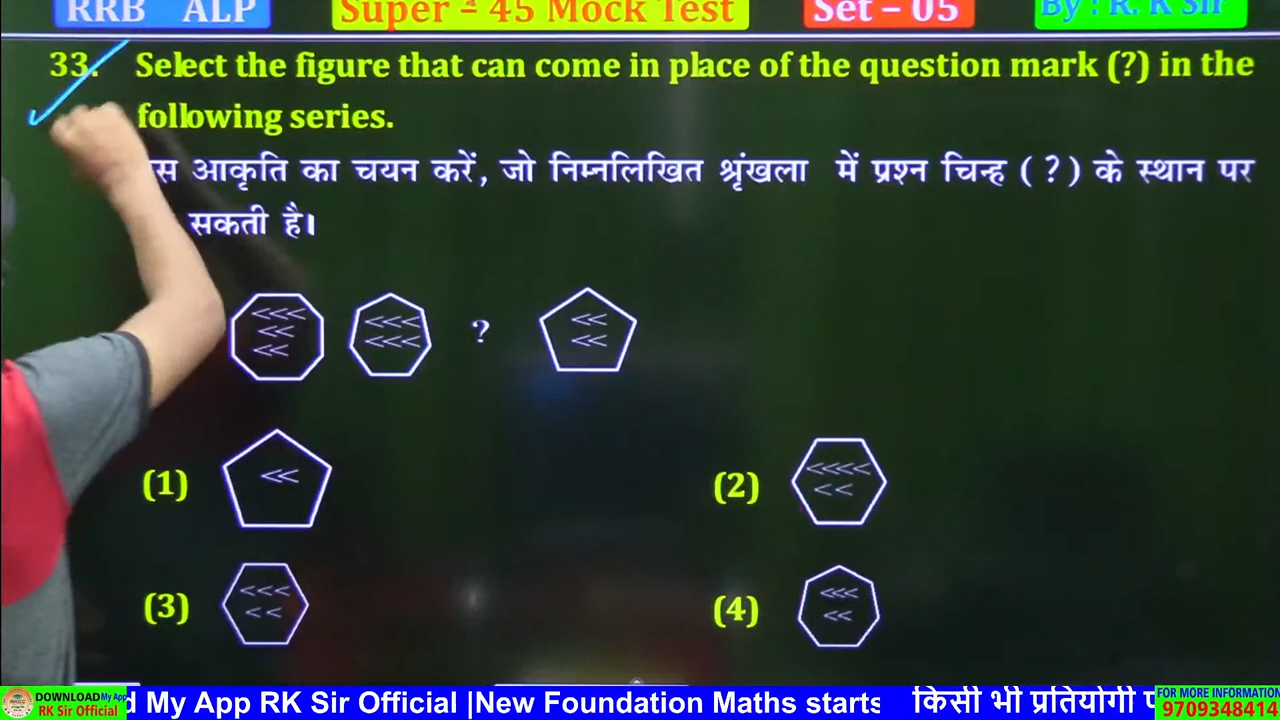 RRB ALP
Super - 45 Mock Test
Set – 05
By : R. K Sir
33. Select the figure that can come in place of the question mark (?) in the
following series.
आकृति का चयन करें, जो निम्नलिखित श्रृंखला में प्रश्न चिन्ह ( ? ) के स्थान पर
सकती है।
<<< <<< ? <<
<< <<< <<
<<
(1) << (2) <<<<
<<
(3) <<< (4) <<<
<< <<
DOWNLOAD My App
RK Sir Official
d My App RK Sir Official |New Foundation Maths starts किसी भी प्रतियोगी
FOR MORE INFORMATION
9709348414